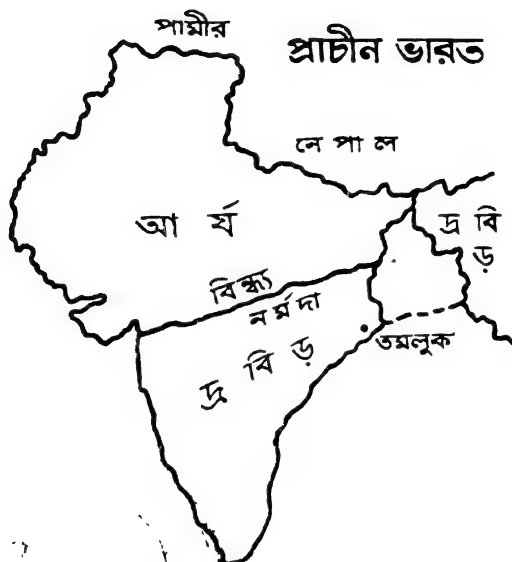 পামীর
প্রাচীন ভারত
নে পা ল
আ র্য
দ্র বি
ড়
বিন্ধ্য
নর্মদা
তমলুক
দ্র বি ড়